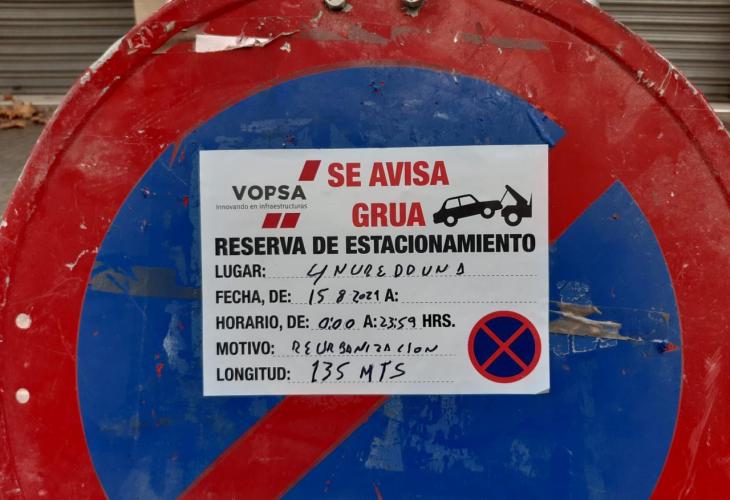 VOPSA
Innovando en infraestructuras
SE AVISA
GRUA
RESERVA DE ESTACIONAMIENTO
LUGAR: C/ NUREDDUNA
FECHA, DE: 15 8 2021 A:
HORARIO, DE: 0:00 A: 23:59 HRS.
MOTIVO: REURBANIZACION
LONGITUD: 135 MTS